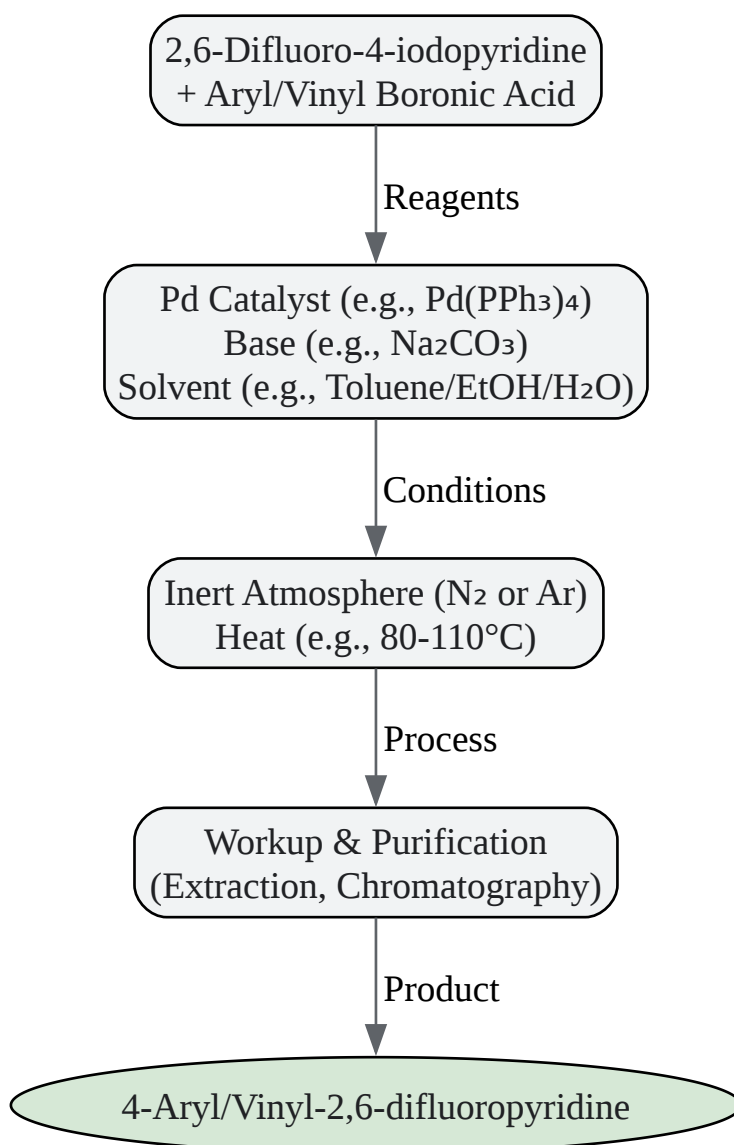 2,6-Difluoro-4-iodopyridine
+ Aryl/Vinyl Boronic Acid
Reagents
Pd Catalyst (e.g., Pd(PPh₃)₄)
Base (e.g., Na₂CO₃)
Solvent (e.g., Toluene/EtOH/H₂O)
Conditions
Inert Atmosphere (N₂ or Ar)
Heat (e.g., 80-110°C)
Process
Workup & Purification
(Extraction, Chromatography)
Product
4-Aryl/Vinyl-2,6-difluoropyridine